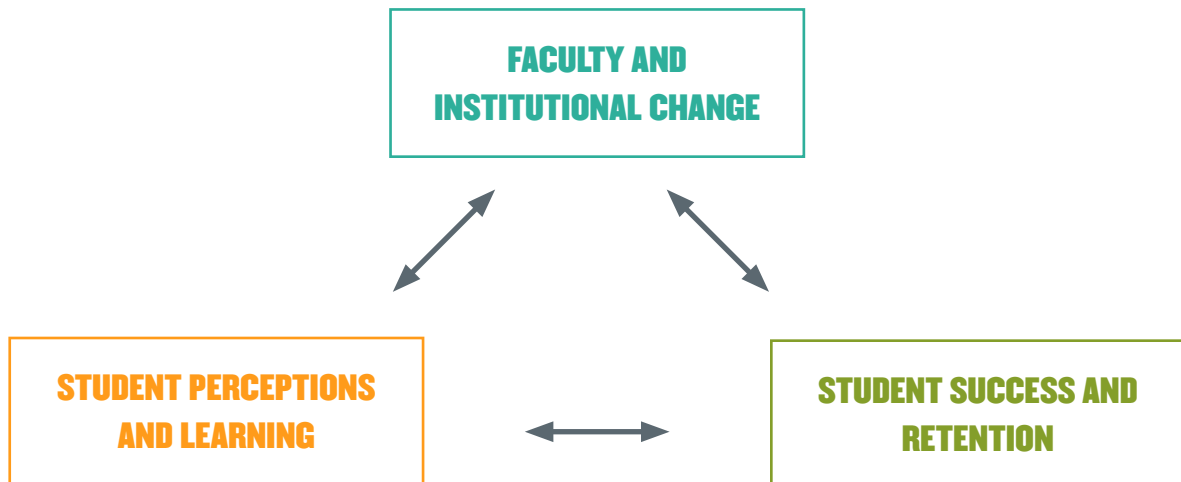 FACULTY AND
INSTITUTIONAL CHANGE
STUDENT PERCEPTIONS
AND LEARNING
STUDENT SUCCESS AND
RETENTION